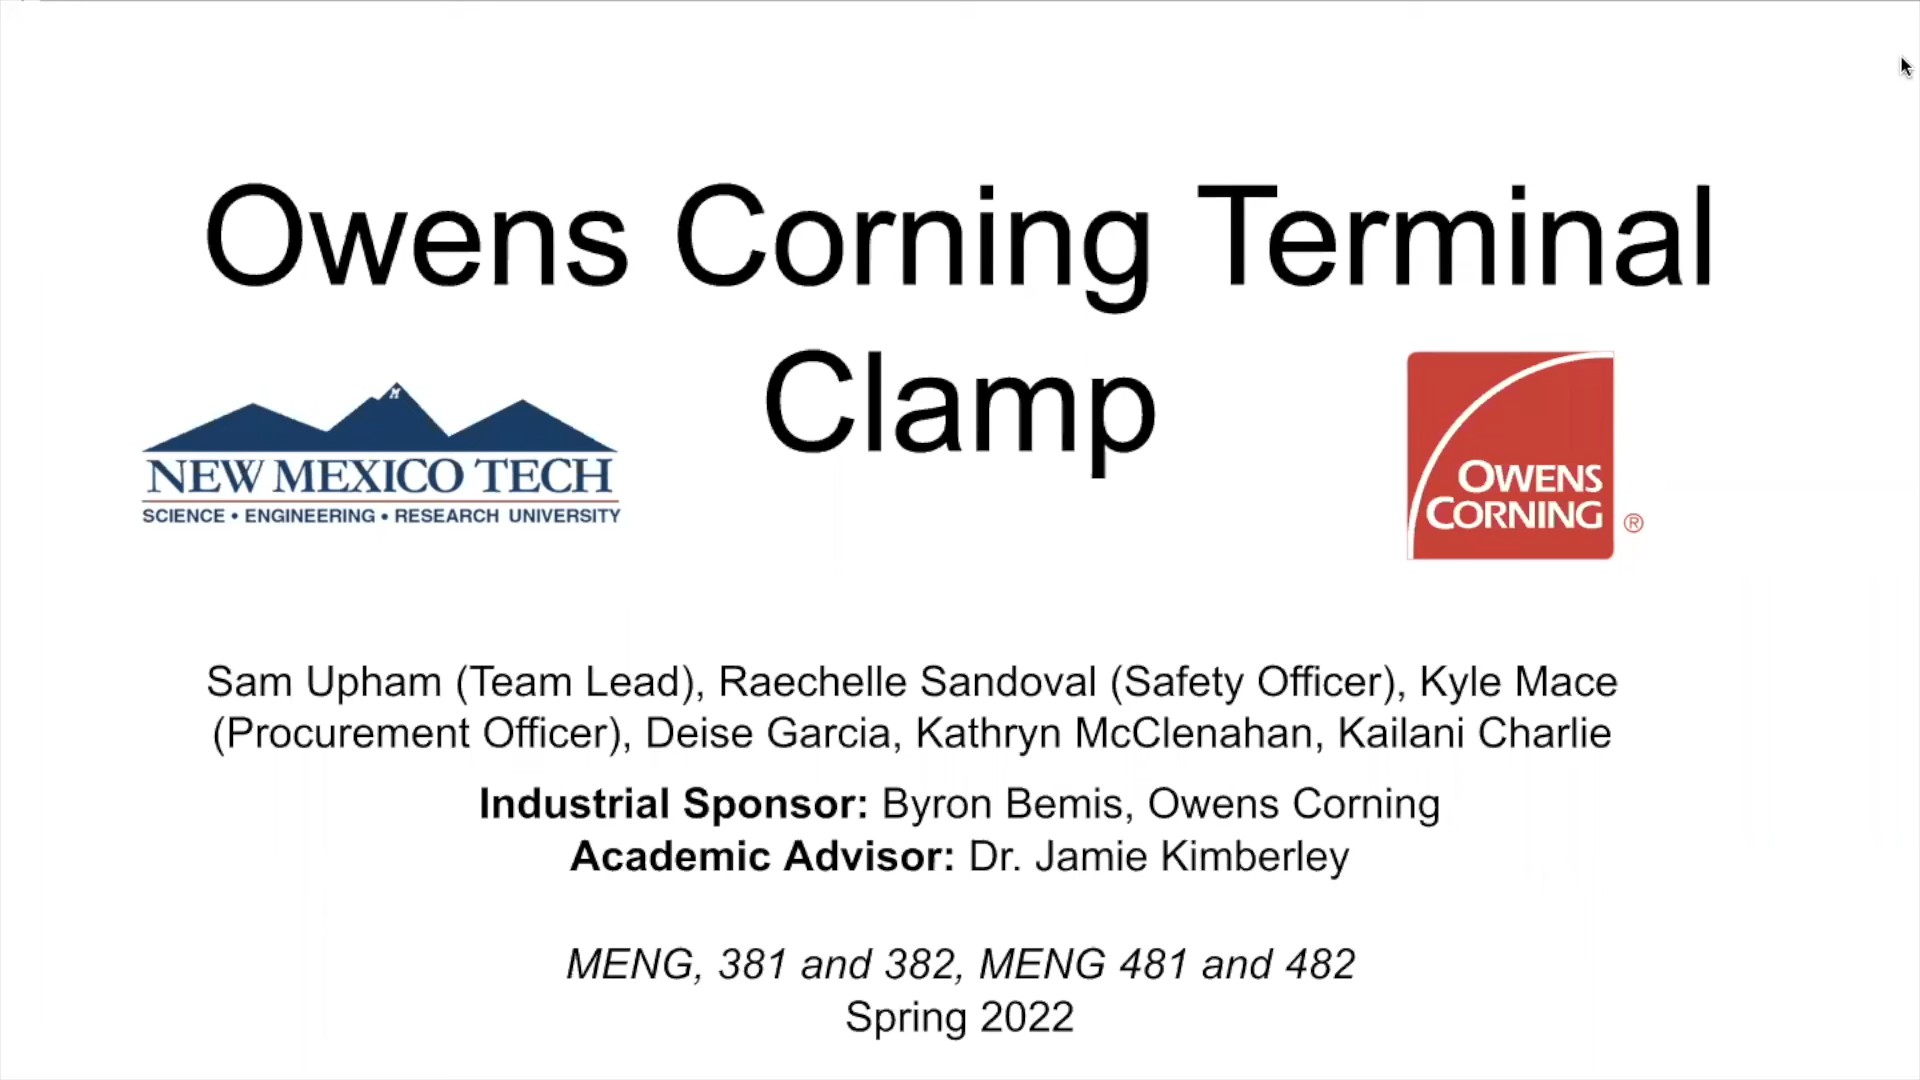 Owens Corning Terminal
Clamp
M
NEW MEXICO TECH
SCIENCE • ENGINEERING • RESEARCH UNIVERSITY
OWENS
CORNING ®
Sam Upham (Team Lead), Raechelle Sandoval (Safety Officer), Kyle Mace
(Procurement Officer), Deise Garcia, Kathryn McClenahan, Kailani Charlie
Industrial Sponsor: Byron Bemis, Owens Corning
Academic Advisor: Dr. Jamie Kimberley
MENG, 381 and 382, MENG 481 and 482
Spring 2022